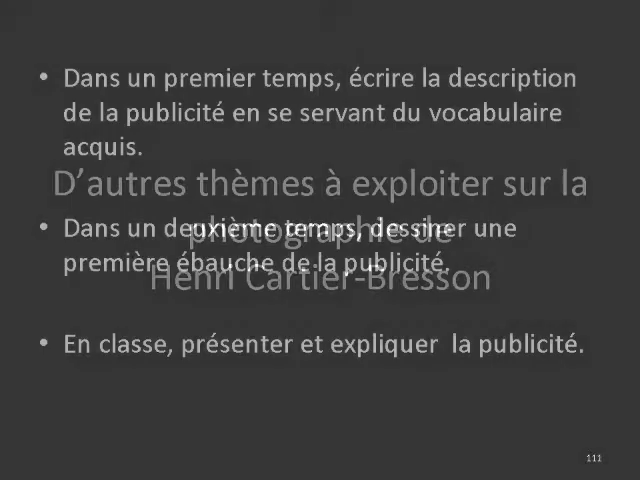 • Dans un premier temps, écrire la description
de la publicité en se servant du vocabulaire
acquis.
D’autres thèmes à exploiter sur la
photographie de
Henri Cartier-Bresson
• Dans un deuxième temps, dessiner une
première ébauche de la publicité.
• En classe, présenter et expliquer la publicité.
111